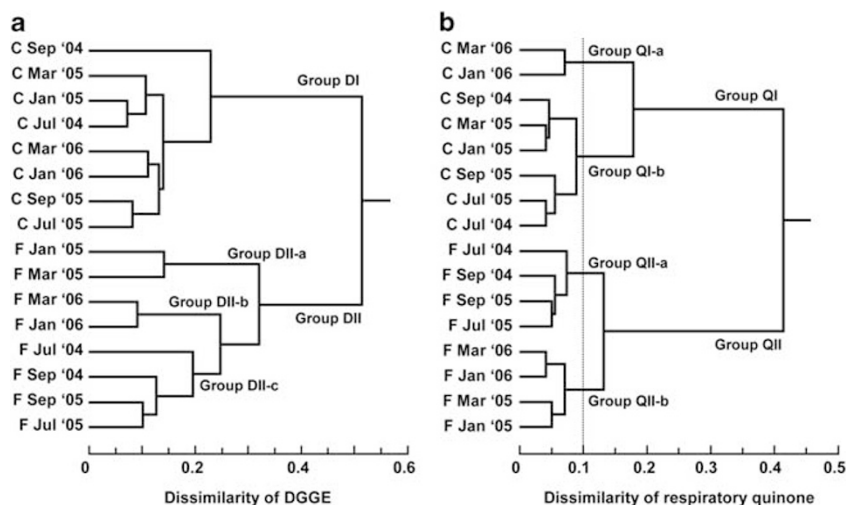 a
C Sep ‘04
C Mar ‘05
C Jan ‘05
C Jul ‘04
C Mar ‘06
C Jan ‘06
C Sep ‘05
C Jul ‘05
F Jan ‘05
F Mar ‘05
F Mar ‘06
F Jan ‘06
F Jul ‘04
F Sep ‘04
F Sep ‘05
F Jul ‘05
Group DI
Group DII-a
Group DII-b
Group DII
Group DII-c
0 0.2 0.4 0.6
Dissimilarity of DGGE
b
C Mar ‘06
C Jan ‘06
C Sep ‘04
C Mar ‘05
C Jan ‘05
C Sep ‘05
C Jul ‘05
C Jul ‘04
F Jul ‘04
F Sep ‘04
F Sep ‘05
F Jul ‘05
F Mar ‘06
F Jan ‘06
F Mar ‘05
F Jan ‘05
Group QI-a
Group QI
Group QI-b
Group QII-a
Group QII
Group QII-b
0 0.1 0.2 0.3 0.4 0.5
Dissimilarity of respiratory quinone